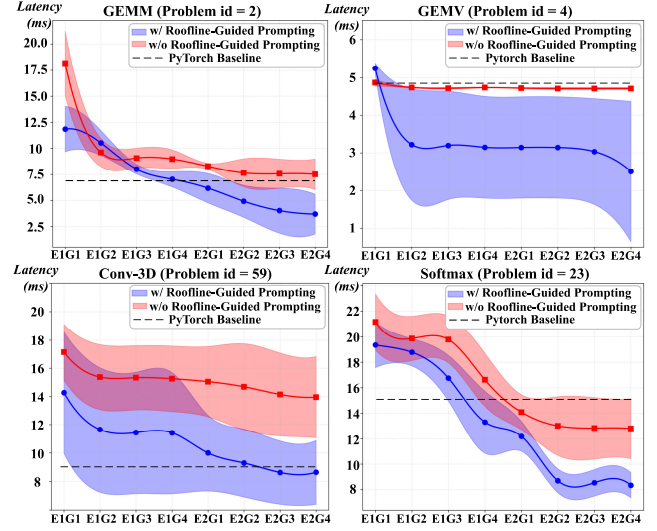 Latency
(ms)
GEMM (Problem id = 2)
w/ Roofline-Guided Prompting
w/o Roofline-Guided Prompting
PyTorch Baseline
20.0
17.5
15.0
12.5
10
7.5
5.0
2.5
E1G1 E1G2 E1G3 E1G4 E2G1 E2G2 E2G3 E2G4
Latency
(ms)
GEMV (Problem id = 4)
w/ Roofline-Guided Prompting
w/o Roofline-Guided Prompting
PyTorch Baseline
6
5
4
3
2
1
E1G1 E1G2 E1G3 E1G4 E2G1 E2G2 E2G3 E2G4
Latency
(ms)
Conv-3D (Problem id = 59)
w/ Roofline-Guided Prompting
w/o Roofline-Guided Prompting
PyTorch Baseline
20
18
16
14
12
10
8
E1G1 E1G2 E1G3 E1G4 E2G1 E2G2 E2G3 E2G4
Latency
(ms)
Softmax (Problem id = 23)
w/ Roofline-Guided Prompting
w/o Roofline-Guided Prompting
Pytorch Baseline
22
20
18
16
14
12
10
8
E1G1 E1G2 E1G3 E1G4 E2G1 E2G2 E2G3 E2G4